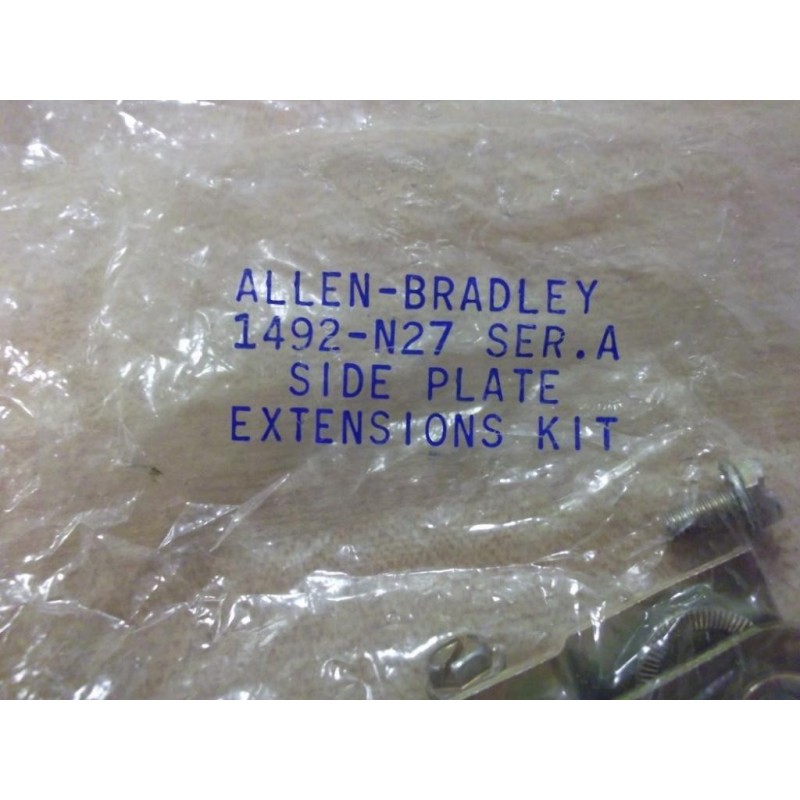 ALLEN-BRADLEY
1492-N27 SER.A
SIDE PLATE
EXTENSIONS KIT